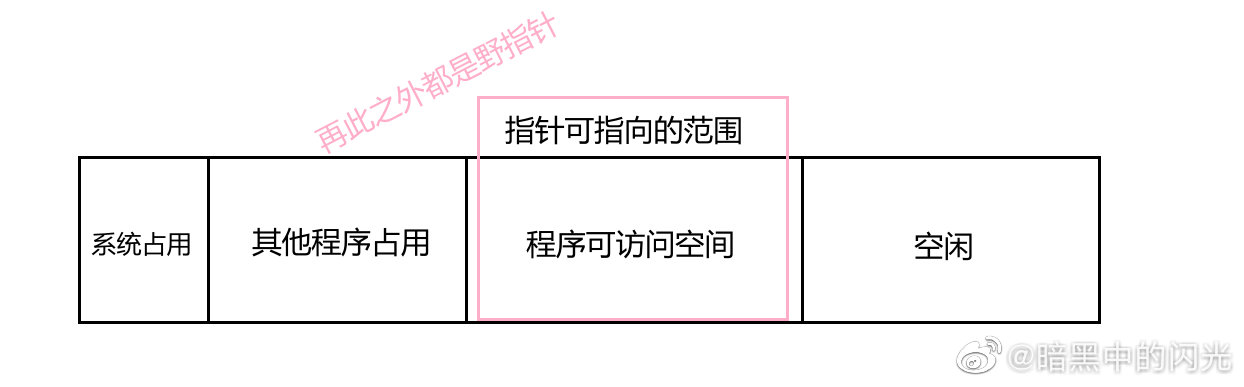 再此之外都是野指针
指针可指向的范围
系统占用
其他程序占用
程序可访问空间
空闲
@暗黑中的闪光